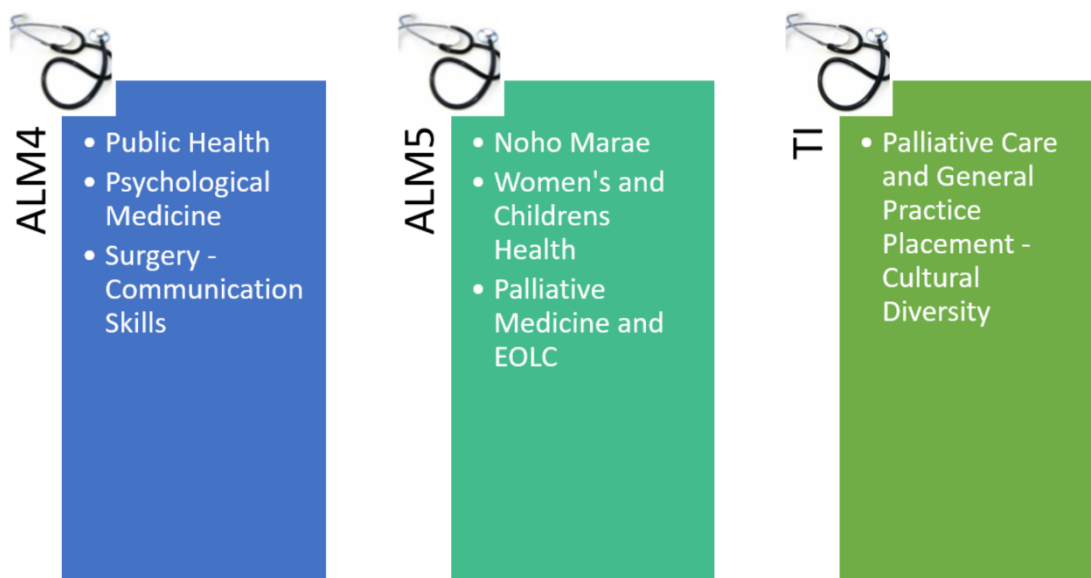 ALM4
• Public Health
• Psychological
Medicine
• Surgery -
Communication
Skills
ALM5
• Noho Marae
• Women's and
Childrens
Health
• Palliative
Medicine and
EOLC
TI
• Palliative Care
and General
Practice
Placement -
Cultural
Diversity